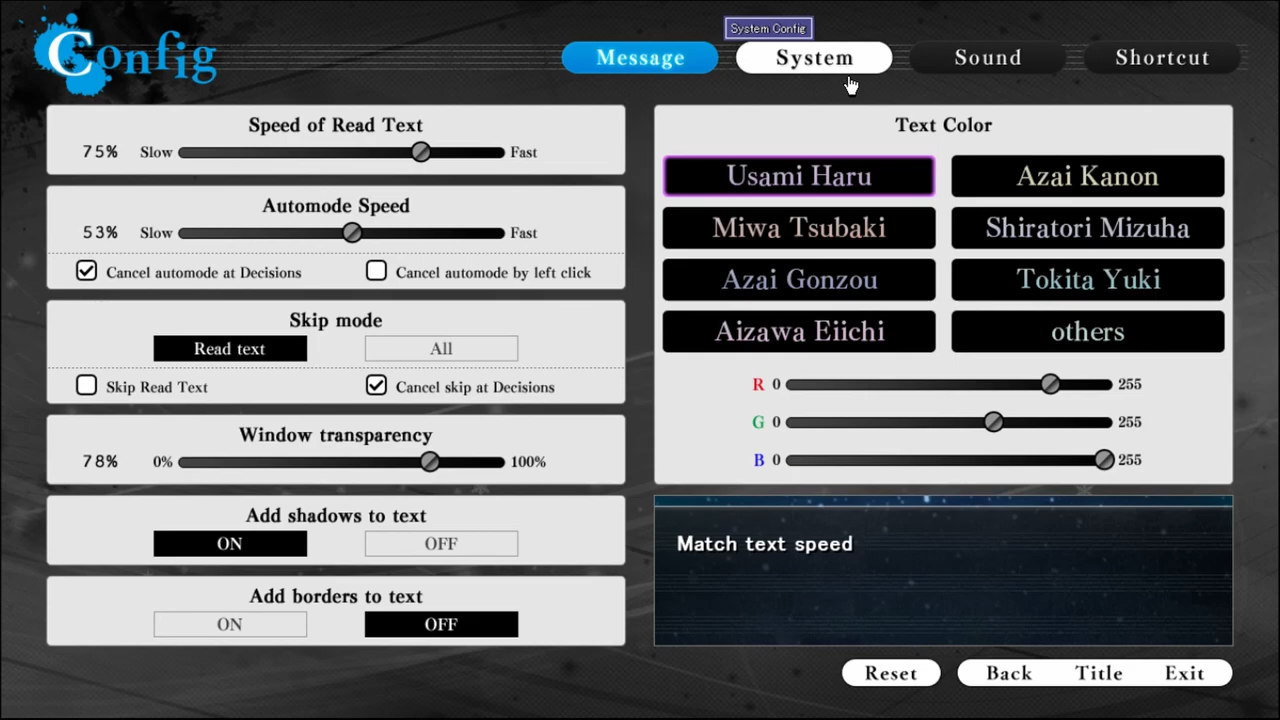 Config
System Config
Message System Sound Shortcut
Speed of Read Text
75% Slow Fast
Automode Speed
53% Slow Fast
Cancel automode at Decisions Cancel automode by left click
Skip mode
Read text All
Skip Read Text Cancel skip at Decisions
Window transparency
78% 0% 100%
Add shadows to text
ON OFF
Add borders to text
ON OFF
Text Color
Usami Haru Azai Kanon
Miwa Tsubaki Shiratori Mizuha
Azai Gonzou Tokita Yuki
Aizawa Eiichi others
R 0 255
G 0 255
B 0 255
Match text speed
Reset Back Title Exit